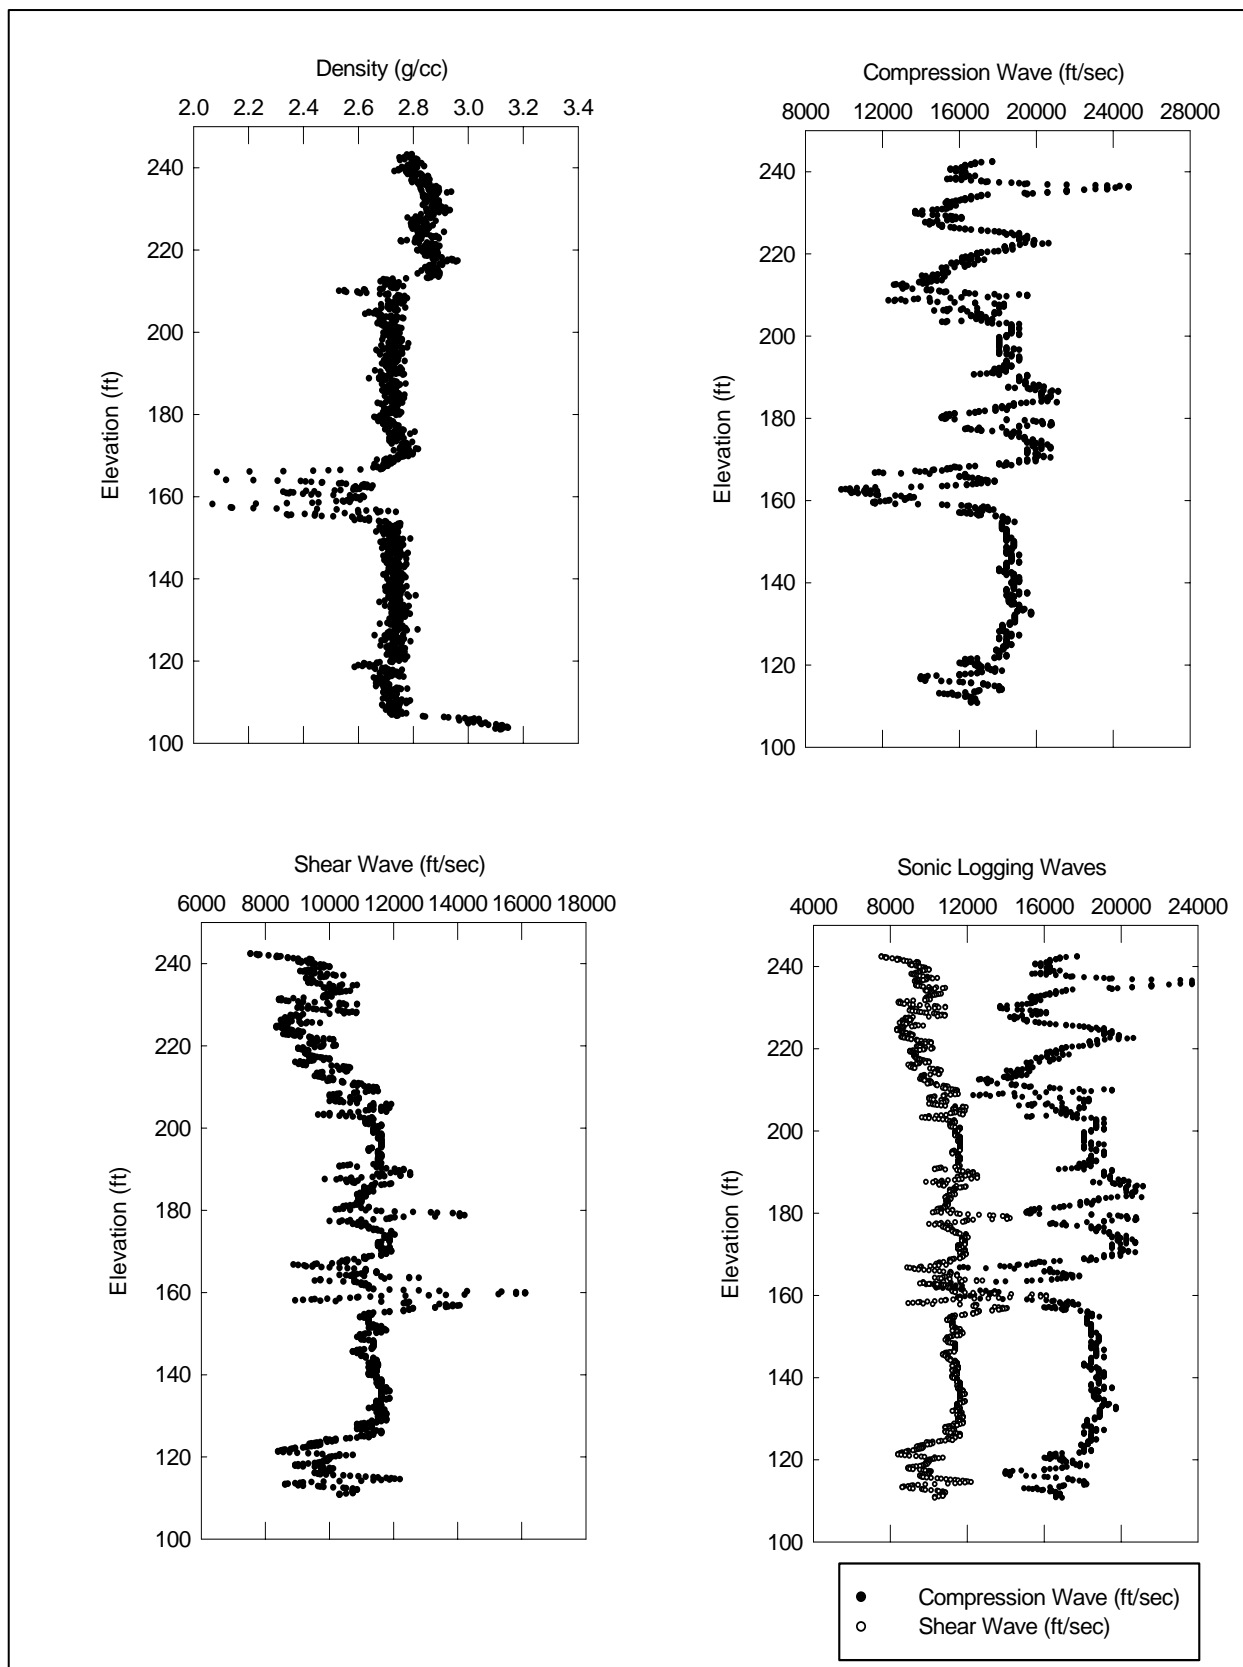 Density (g/cc)
2.0 2.2 2.4 2.6 2.8 3.0 3.2 3.4
Elevation (ft)
240
220
200
180
160
140
120
100
Compression Wave (ft/sec)
8000 12000 16000 20000 24000 28000
Elevation (ft)
240
220
200
180
160
140
120
100
Shear Wave (ft/sec)
6000 8000 10000 12000 14000 16000 18000
Elevation (ft)
240
220
200
180
160
140
120
100
Sonic Logging Waves
4000 8000 12000 16000 20000 24000
Elevation (ft)
240
220
200
180
160
140
120
100
Compression Wave (ft/sec)
Shear Wave (ft/sec)